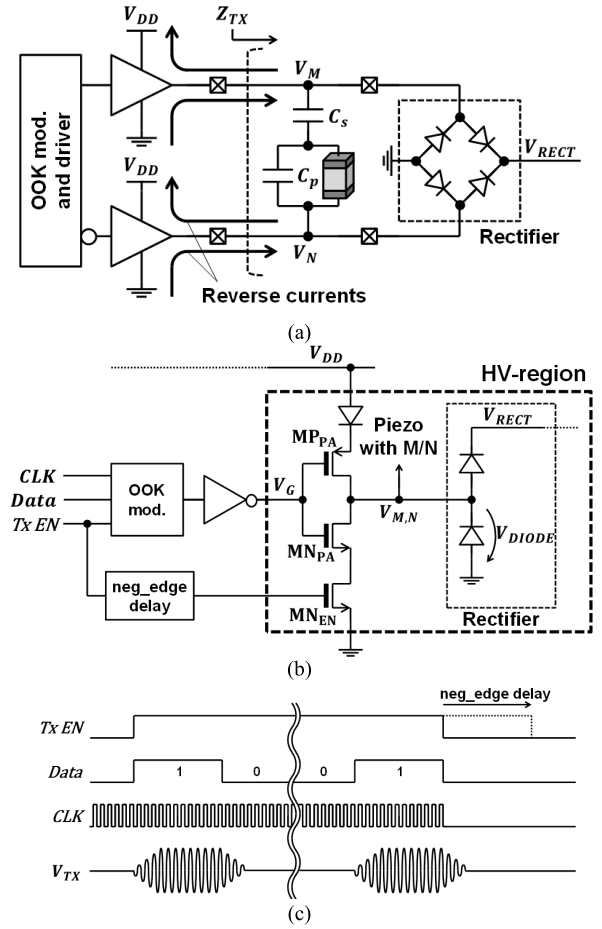 V_DD
Z_TX
OOK mod.
and driver
V_M
C_s
V_DD
C_p
V_RECT
Rectifier
V_N
Reverse currents
(a)
V_DD
HV-region
V_RECT
MP_PA
Piezo
with M/N
CLK
Data
Tx EN
OOK
mod.
V_G
V_M,N
V_DIODE
MN_PA
neg_edge
delay
MN_EN
Rectifier
(b)
neg_edge delay
Tx EN
Data
1 0 0 1
CLK
V_TX
(c)